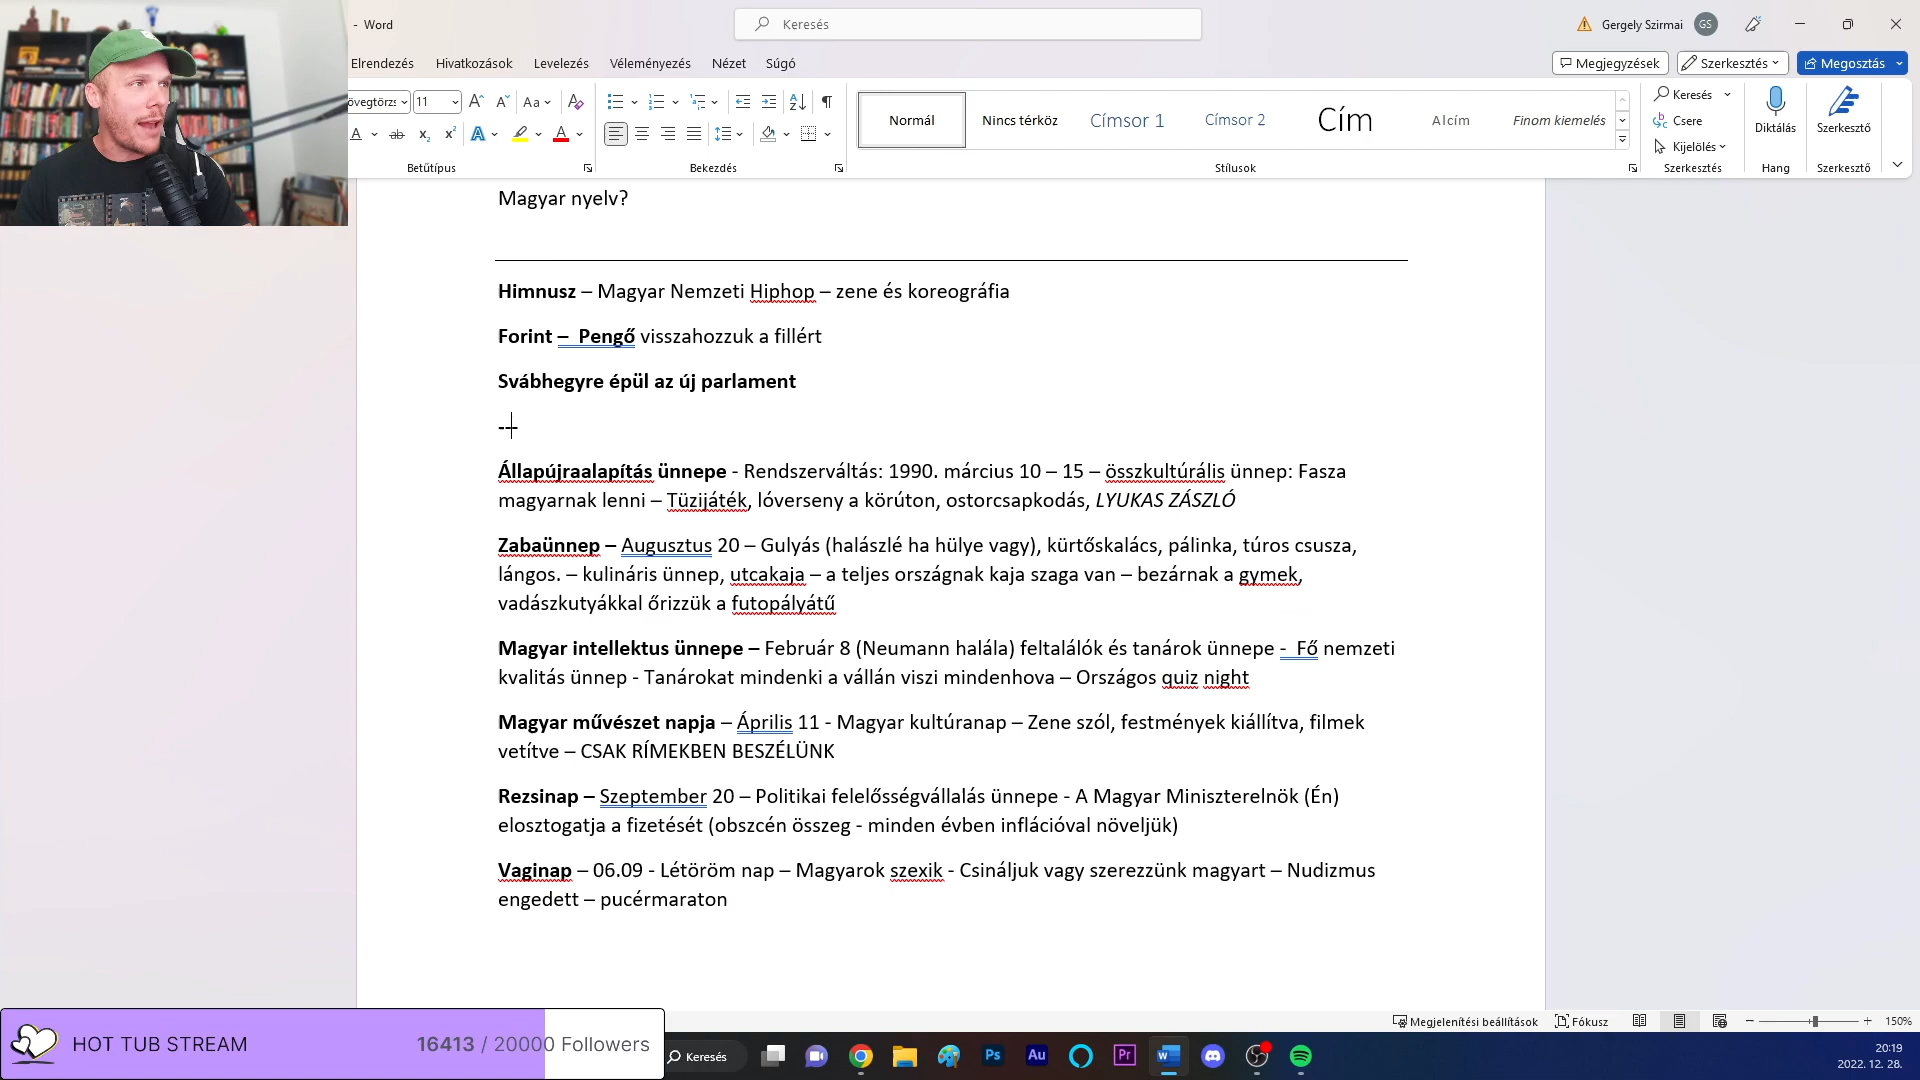 - Word
Keresés
Gergely Szirmai
GS
Elrendezés Hivatkozások Levelezés Véleményezés Nézet Súgó
Megjegyzések
Szerkesztés
Megosztás
11
Aa
Normál
Nincs térköz
Címsor 1
Címsor 2
Cím
Alcím
Finom kiemelés
Keresés
Csere
Kijelölés
Diktálás
Szerkesztő
Betűtípus
Bekezdés
Stílusok
Szerkesztés
Hang
Szerkesztő
Magyar nyelv?
Himnusz – Magyar Nemzeti Hiphop – zene és koreográfia
Forint –  Pengő visszahozzuk a fillért
Svábhegyre épül az új parlament
--
Állapújraalapítás ünnepe - Rendszerváltás: 1990. március 10 – 15 – összkultúrális ünnep: Fasza
magyarnak lenni – Tüzijáték, lóverseny a körúton, ostorcsapkodás, LYUKAS ZÁSZLÓ
Zabaünnep – Augusztus 20 – Gulyás (halászlé ha hülye vagy), kürtőskalács, pálinka, túros csusza,
lángos. – kulináris ünnep, utcakaja – a teljes országnak kaja szaga van – bezárnak a gymek,
vadászkutyákkal őrizzük a futopályátű
Magyar intellektus ünnepe – Február 8 (Neumann halála) feltalálók és tanárok ünnepe -  Fő nemzeti
kvalitás ünnep - Tanárokat mindenki a vállán viszi mindenhova – Országos quiz night
Magyar művészet napja – Április 11 - Magyar kultúranap – Zene szól, festmények kiállítva, filmek
vetítve – CSAK RÍMEKBEN BESZÉLÜNK
Rezsinap – Szeptember 20 – Politikai felelősségvállalás ünnepe - A Magyar Miniszterelnök (Én)
elosztogatja a fizetését (obszcén összeg - minden évben inflációval növeljük)
Vaginap – 06.09 - Létöröm nap – Magyarok szexik - Csináljuk vagy szerezzünk magyart – Nudizmus
engedett – pucérmaraton
Megjelenítési beállítások
Fókusz
150%
HOT TUB STREAM
16413 / 20000 Followers
Keresés
Ps
Au
Pr
20:19
2022. 12. 28.